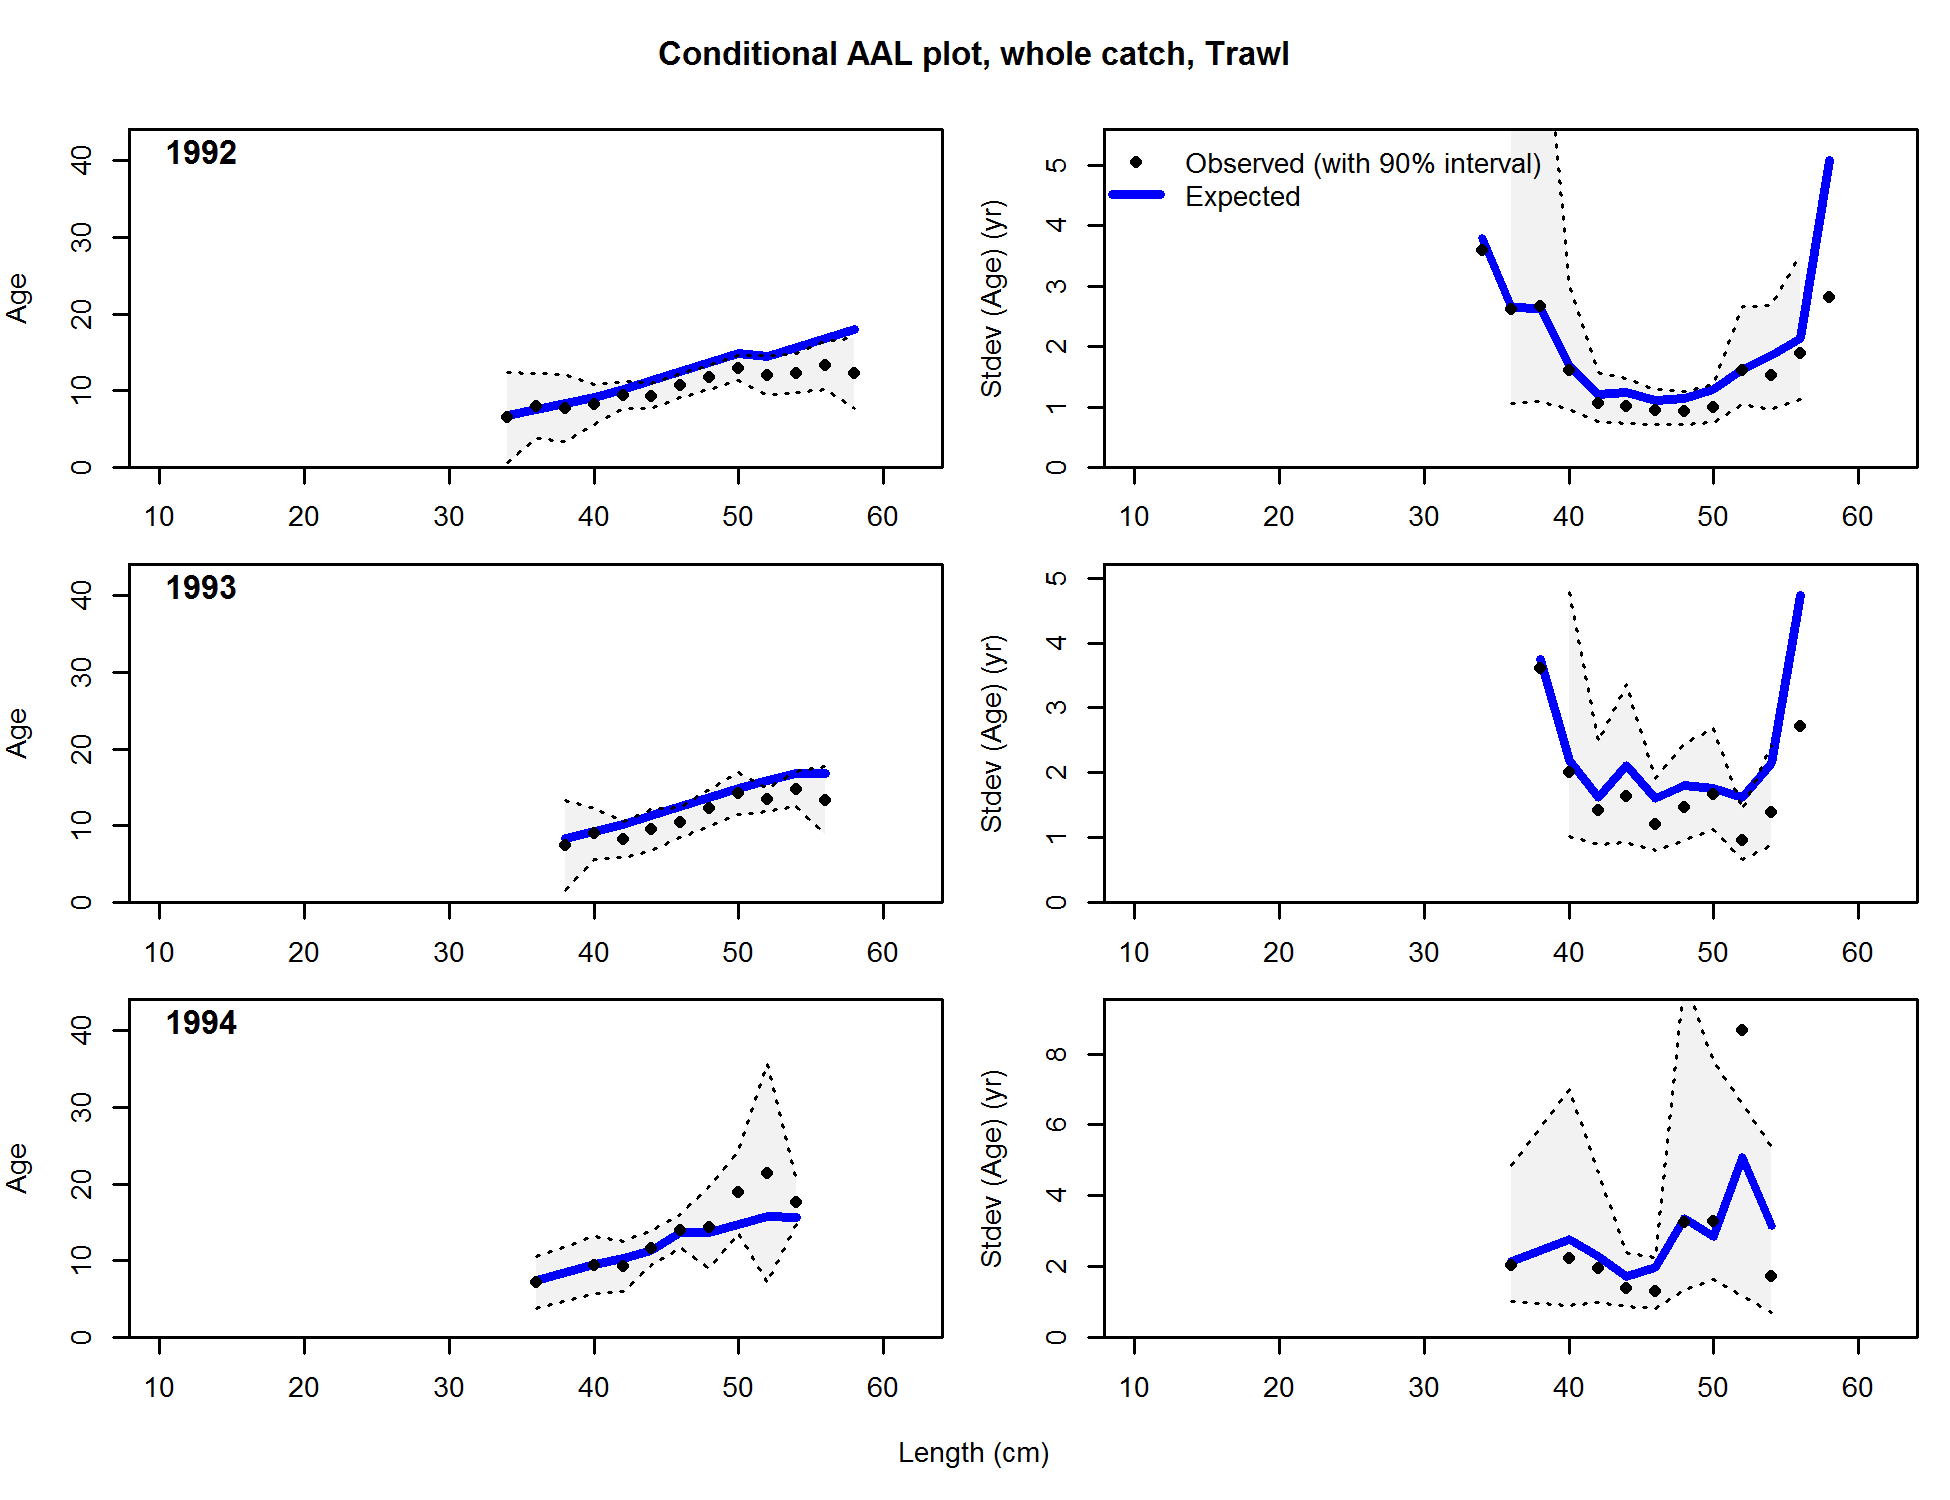 Conditional AAL plot, whole catch, Trawl
1992
Age
0 10 20 30 40
10 20 30 40 50 60
Observed (with 90% interval)
Expected
Stdev (Age) (yr)
0 1 2 3 4 5
10 20 30 40 50 60
1993
Age
0 10 20 30 40
10 20 30 40 50 60
Stdev (Age) (yr)
0 1 2 3 4 5
10 20 30 40 50 60
1994
Age
0 10 20 30 40
10 20 30 40 50 60
Stdev (Age) (yr)
0 2 4 6 8
10 20 30 40 50 60
Length (cm)